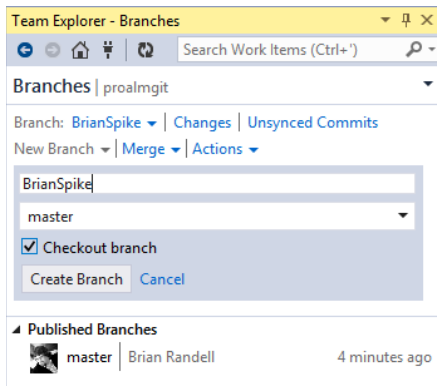 Team Explorer - Branches
Search Work Items (Ctrl+')
Branches | proalmgit
Branch: BrianSpike | Changes | Unsynced Commits
New Branch | Merge | Actions
BrianSpike
master
Checkout branch
Create Branch Cancel
Published Branches
master | Brian Randell 4 minutes ago